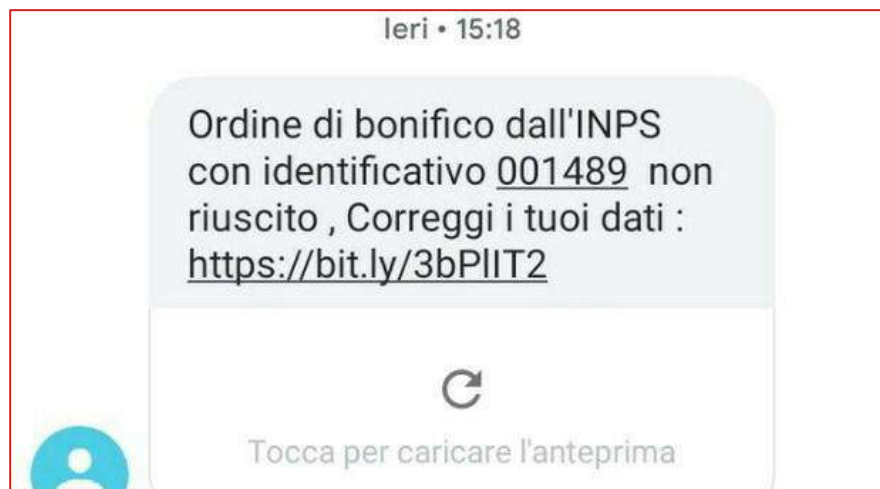 Ieri • 15:18
Ordine di bonifico dall'INPS
con identificativo 001489 non
riuscito , Correggi i tuoi dati :
https://bit.ly/3bPlIT2
Tocca per caricare l'anteprima